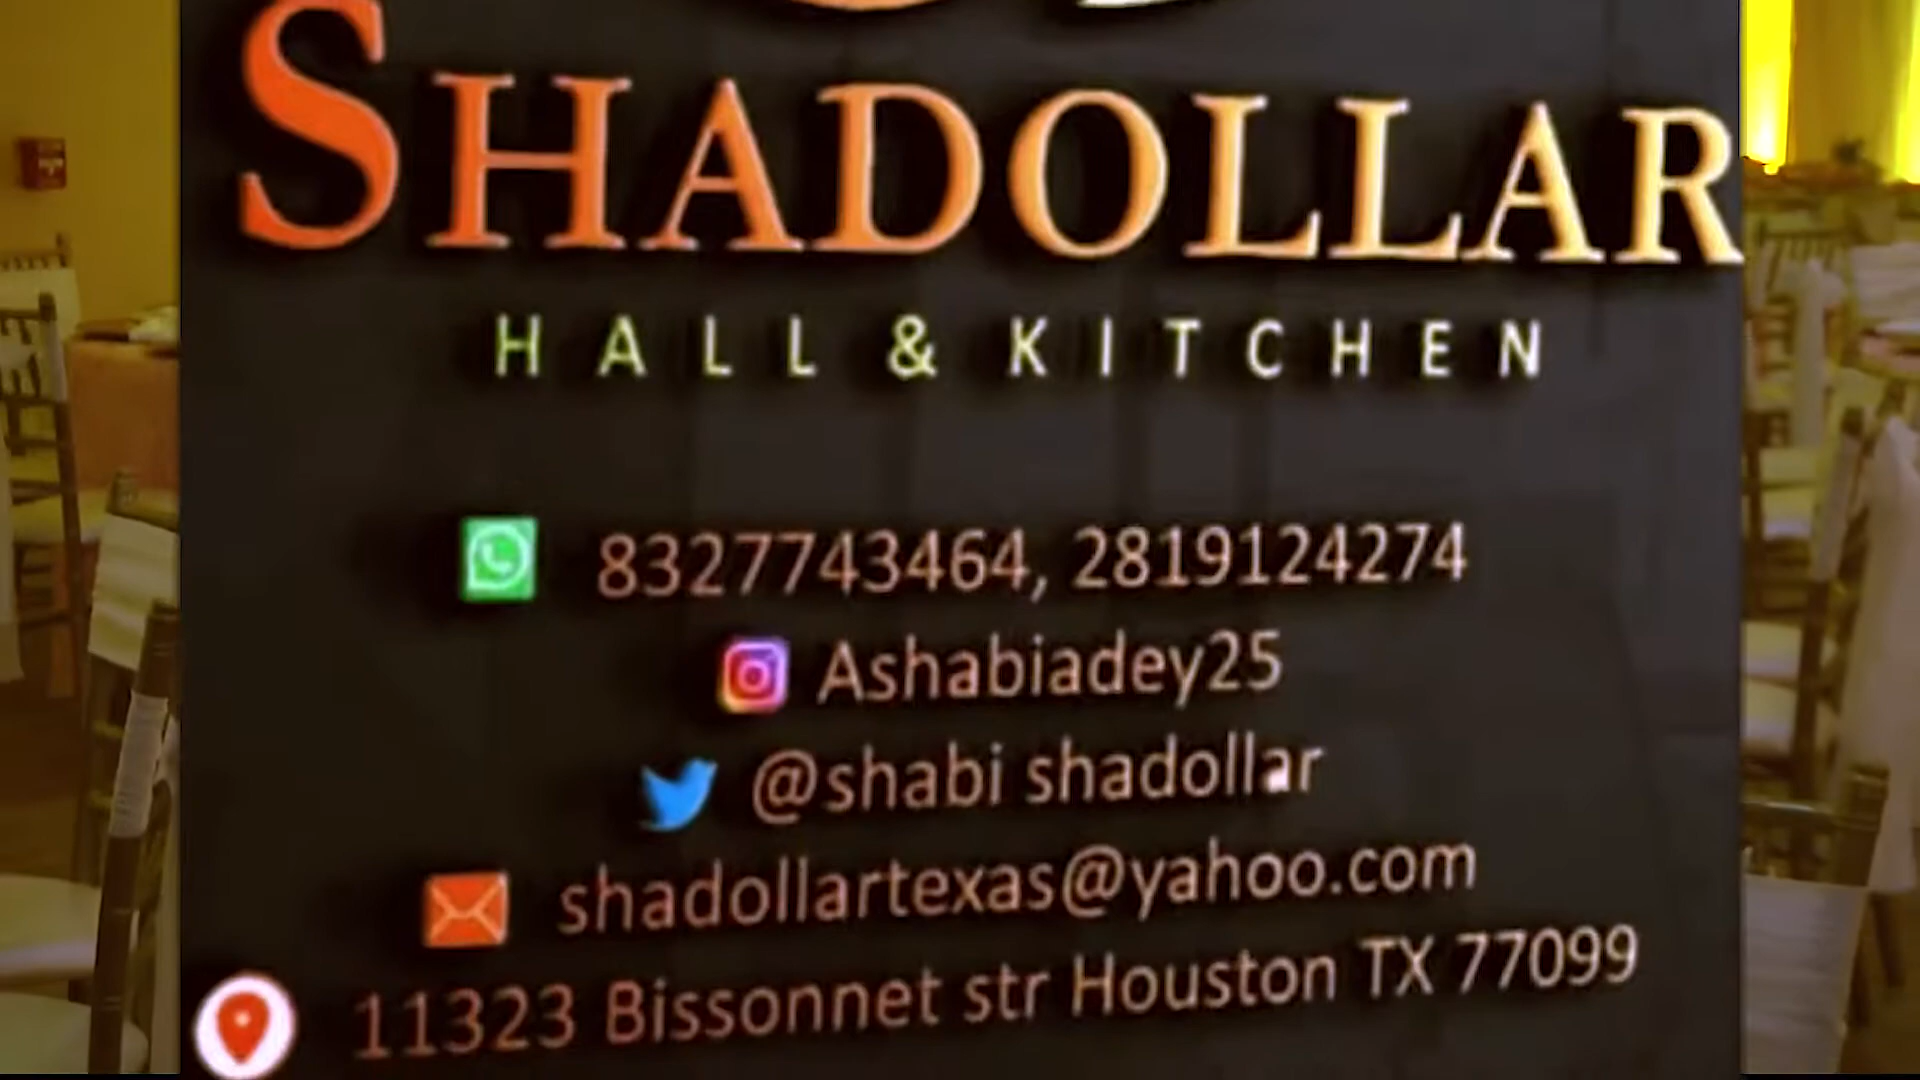 SHADOLLAR
HALL & KITCHEN
8327743464, 2819124274
Ashabiadey25
@shabi shadollar
shadollartexas@yahoo.com
11323 Bissonnet str Houston TX 77099